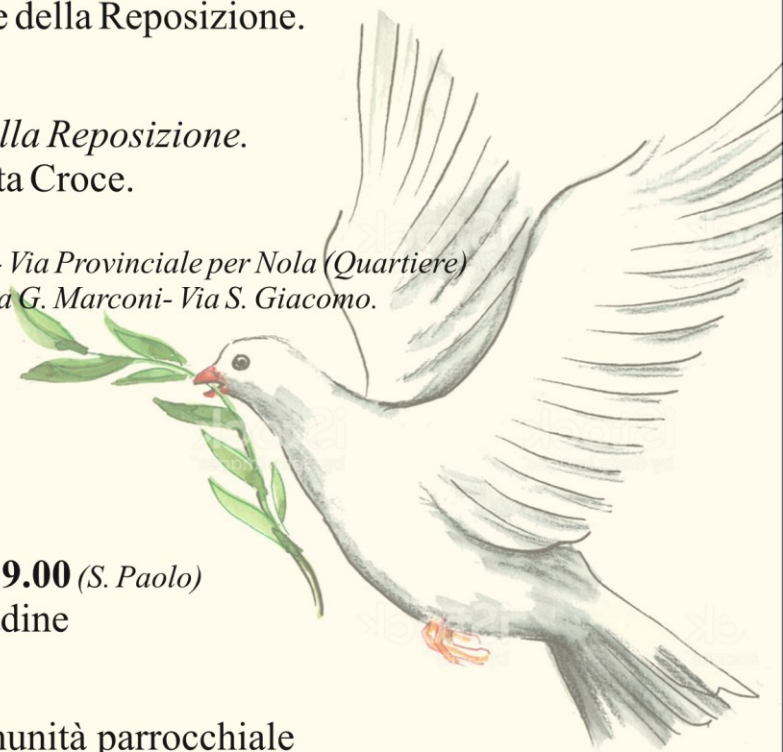 e della Reposizione.
lla Reposizione.
ta Croce.
- Via Provinciale per Nola (Quartiere)
a G. Marconi- Via S. Giacomo.
9.00 (S. Paolo)
dine
nunità parrocchiale